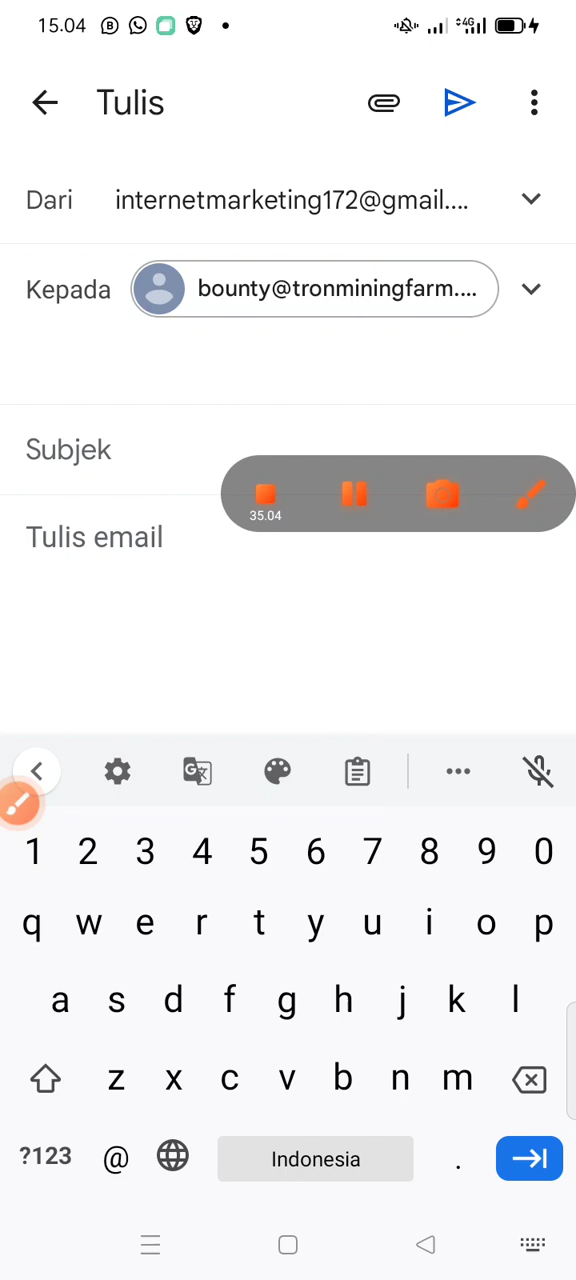 15.04 4G
Tulis
Dari internetmarketing172@gmail....
Kepada bounty@tronminingfarm....
Subjek
35.04
Tulis email
1 2 3 4 5 6 7 8 9 0
q w e r t y u i o p
a s d f g h j k l
z x c v b n m
?123 @ Indonesia .